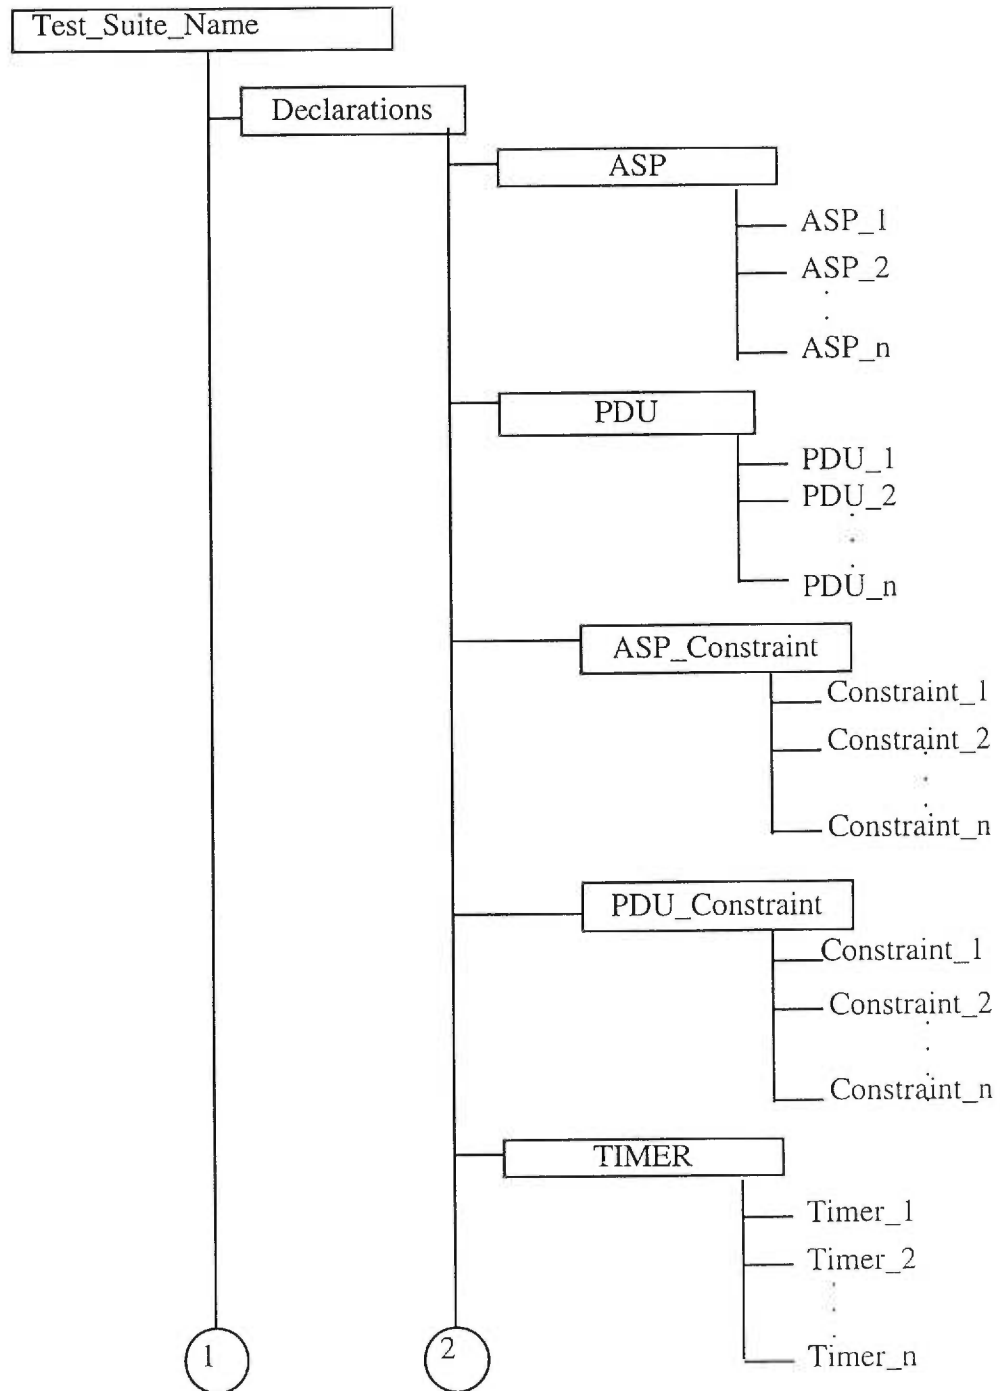 Test_Suite_Name
Declarations
ASP
ASP_1
ASP_2
ASP_n
PDU
PDU_1
PDU_2
PDU_n
ASP_Constraint
Constraint_1
Constraint_2
Constraint_n
PDU_Constraint
Constraint_1
Constraint_2
Constraint_n
TIMER
Timer_1
Timer_2
Timer_n
1
2